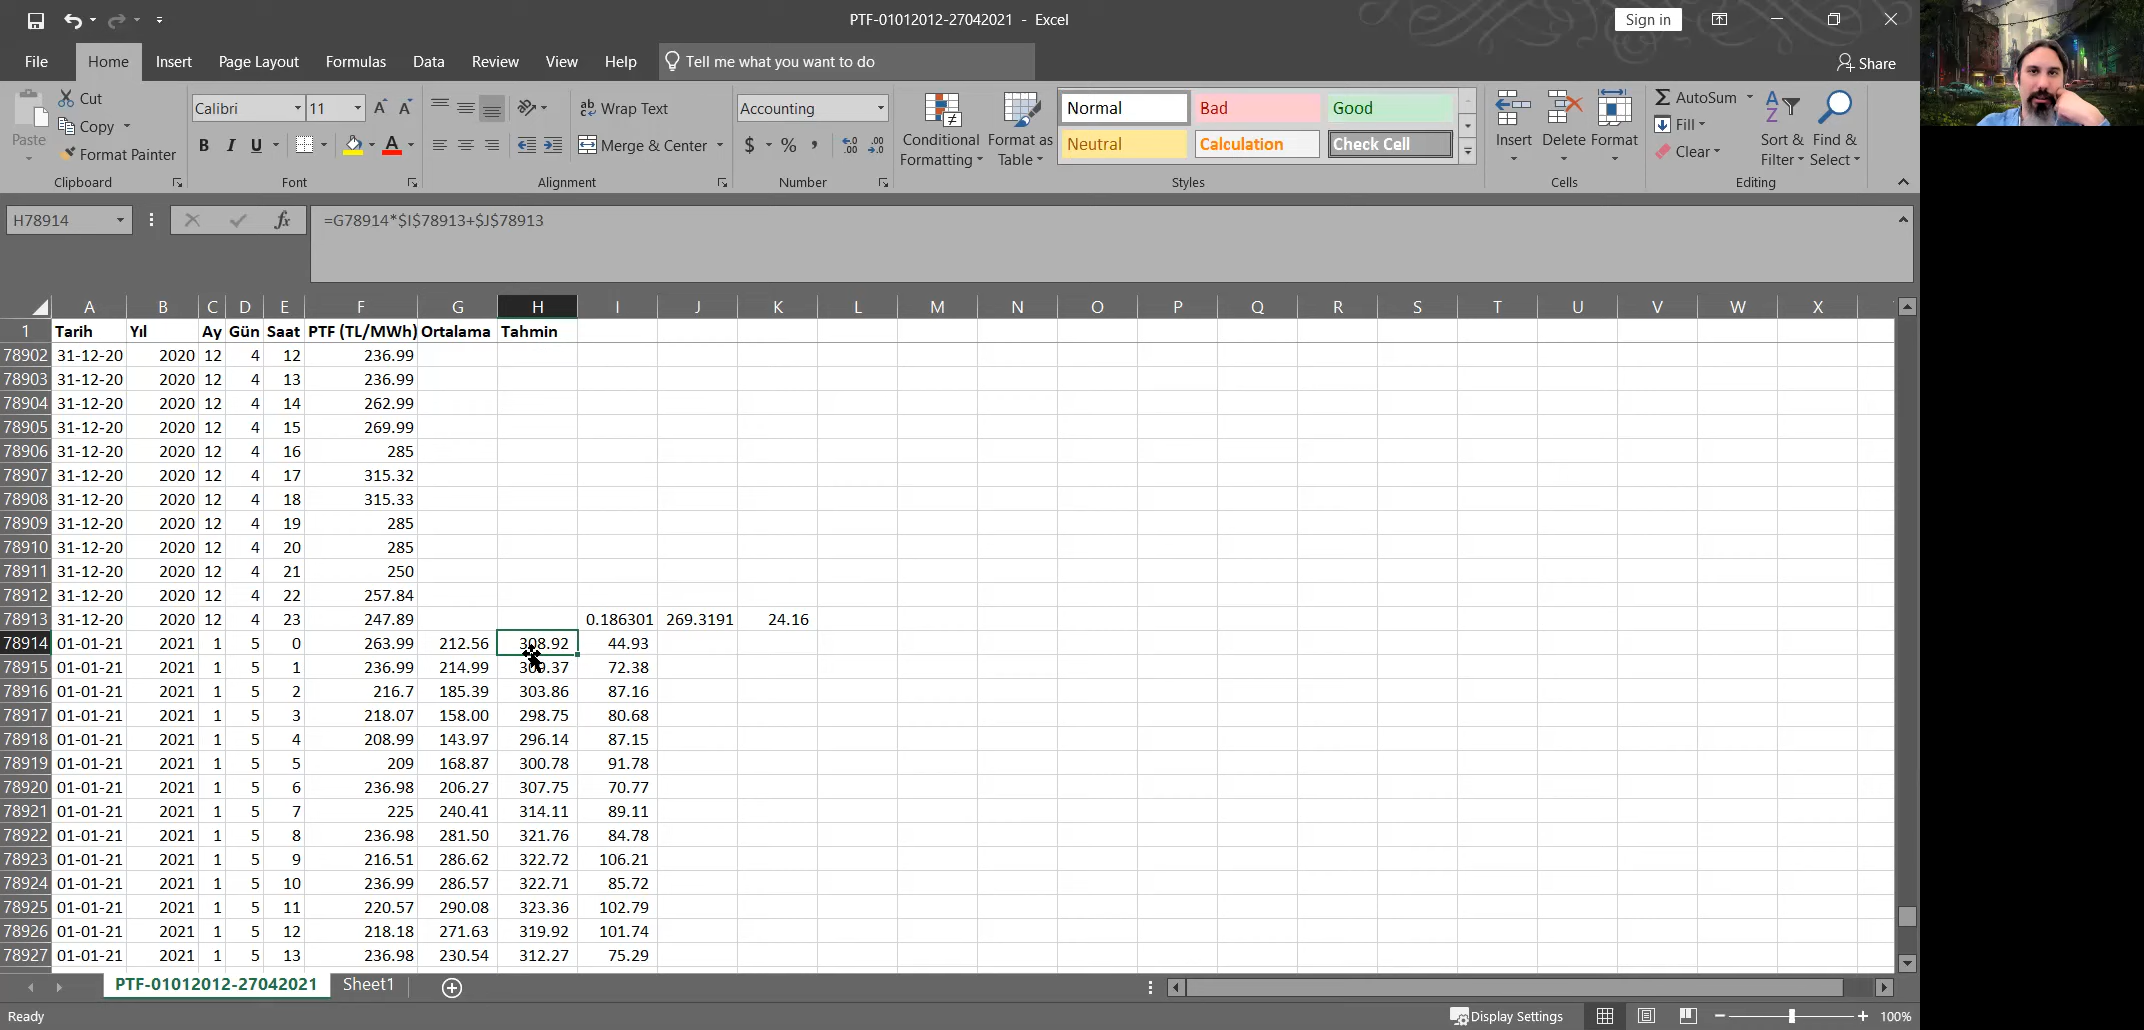 PTF-01012012-27042021 - Excel
Sign in
File Home Insert Page Layout Formulas Data Review View Help Tell me what you want to do
Share
Paste
Cut
Copy
Format Painter
Clipboard
Calibri 11
B I U
Font
Wrap Text
Merge & Center
Alignment
Accounting
$ % ,
Number
Conditional Formatting
Format as Table
Normal Bad Good
Neutral Calculation Check Cell
Styles
Insert Delete Format
Cells
AutoSum
Fill
Clear
Sort & Filter
Find & Select
Editing
H78914 fx =G78914*$I$78913+$J$78913
A B C D E F G H I J K L M N O P Q R S T U V W X
1 Tarih Yıl Ay Gün Saat PTF (TL/MWh) Ortalama Tahmin
78902 31-12-20 2020 12 4 12 236.99
78903 31-12-20 2020 12 4 13 236.99
78904 31-12-20 2020 12 4 14 262.99
78905 31-12-20 2020 12 4 15 269.99
78906 31-12-20 2020 12 4 16 285
78907 31-12-20 2020 12 4 17 315.32
78908 31-12-20 2020 12 4 18 315.33
78909 31-12-20 2020 12 4 19 285
78910 31-12-20 2020 12 4 20 285
78911 31-12-20 2020 12 4 21 250
78912 31-12-20 2020 12 4 22 257.84
78913 31-12-20 2020 12 4 23 247.89 0.186301 269.3191 24.16
78914 01-01-21 2021 1 5 0 263.99 212.56 308.92 44.93
78915 01-01-21 2021 1 5 1 236.99 214.99 309.37 72.38
78916 01-01-21 2021 1 5 2 216.7 185.39 303.86 87.16
78917 01-01-21 2021 1 5 3 218.07 158.00 298.75 80.68
78918 01-01-21 2021 1 5 4 208.99 143.97 296.14 87.15
78919 01-01-21 2021 1 5 5 209 168.87 300.78 91.78
78920 01-01-21 2021 1 5 6 236.98 206.27 307.75 70.77
78921 01-01-21 2021 1 5 7 225 240.41 314.11 89.11
78922 01-01-21 2021 1 5 8 236.98 281.50 321.76 84.78
78923 01-01-21 2021 1 5 9 216.51 286.62 322.72 106.21
78924 01-01-21 2021 1 5 10 236.99 286.57 322.71 85.72
78925 01-01-21 2021 1 5 11 220.57 290.08 323.36 102.79
78926 01-01-21 2021 1 5 12 218.18 271.63 319.92 101.74
78927 01-01-21 2021 1 5 13 236.98 230.54 312.27 75.29
PTF-01012012-27042021 Sheet1
Ready
Display Settings
100%